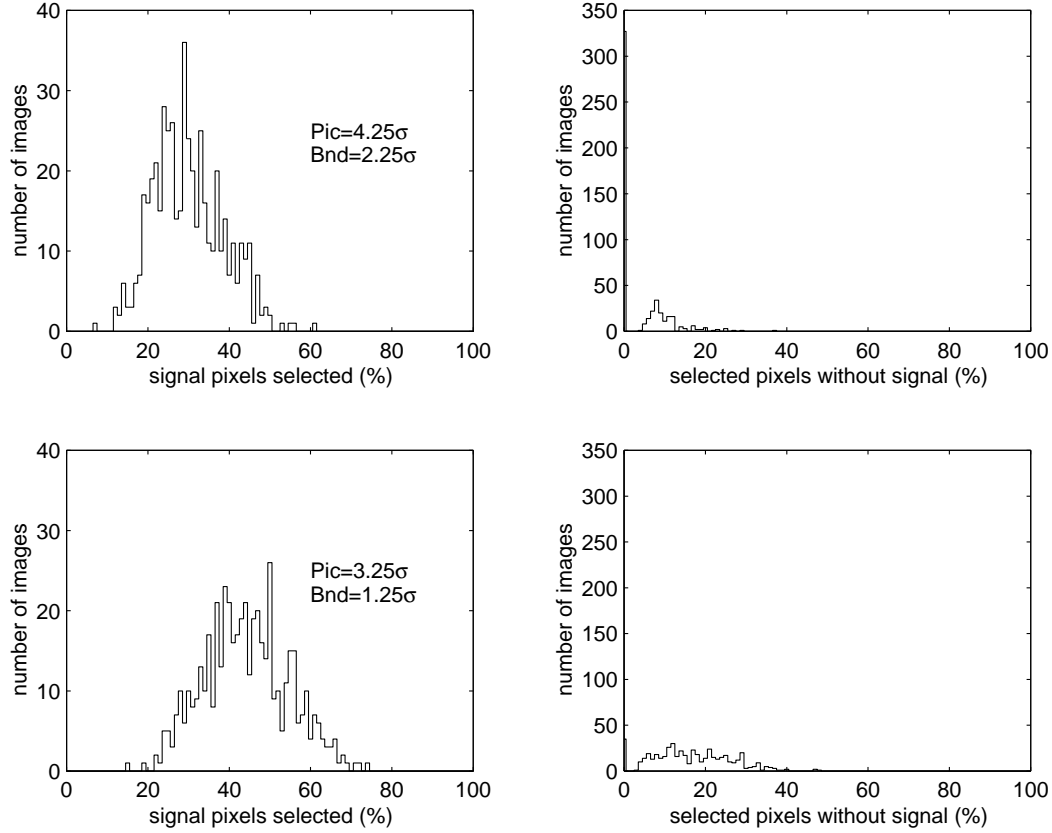 40
30
20
10
0
0 20 40 60 80 100
number of images
signal pixels selected (%)
Pic=4.25σ
Bnd=2.25σ
350
300
250
200
150
100
50
0
0 20 40 60 80 100
number of images
selected pixels without signal (%)
40
30
20
10
0
0 20 40 60 80 100
number of images
signal pixels selected (%)
Pic=3.25σ
Bnd=1.25σ
350
300
250
200
150
100
50
0
0 20 40 60 80 100
number of images
selected pixels without signal (%)